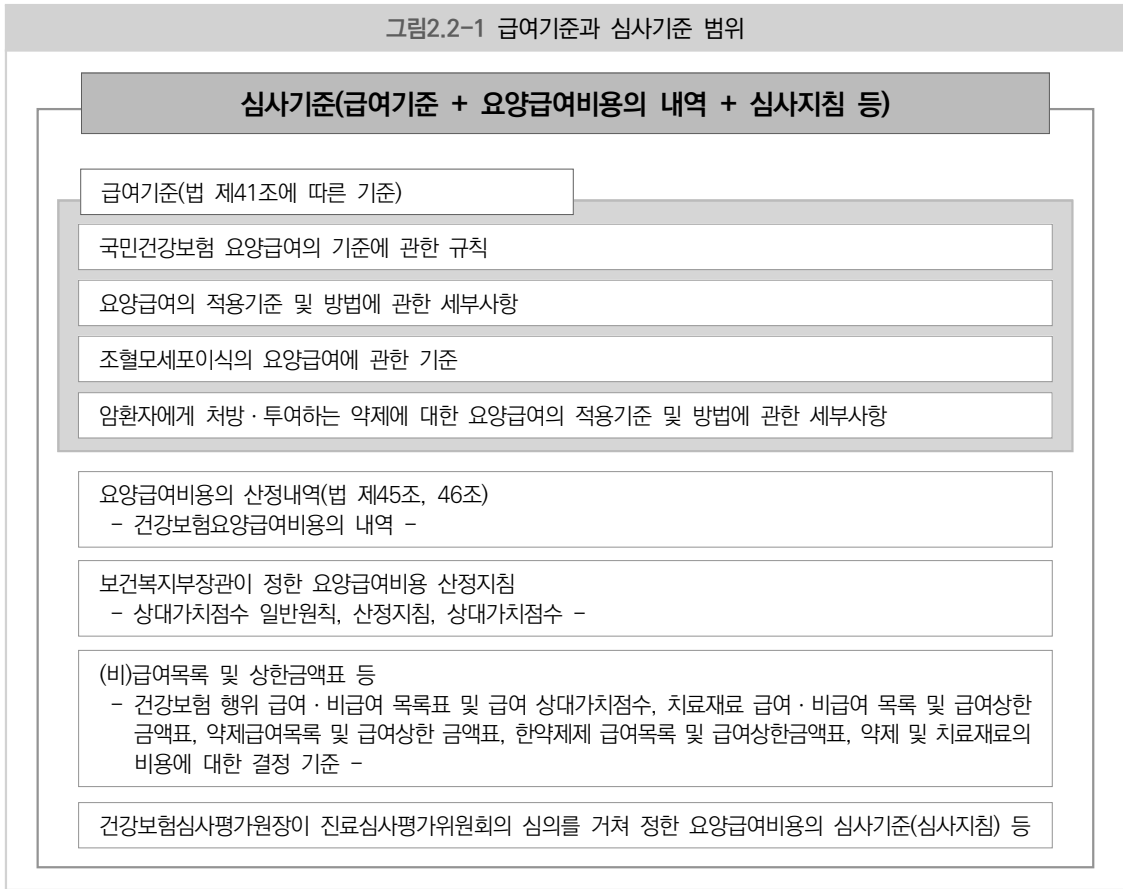 그림2.2-1 급여기준과 심사기준 범위
심사기준(급여기준 + 요양급여비용의 내역 + 심사지침 등)
급여기준(법 제41조에 따른 기준)
국민건강보험 요양급여의 기준에 관한 규칙
요양급여의 적용기준 및 방법에 관한 세부사항
조혈모세포이식의 요양급여에 관한 기준
암환자에게 처방·투여하는 약제에 대한 요양급여의 적용기준 및 방법에 관한 세부사항
요양급여비용의 산정내역(법 제45조, 46조)
- 건강보험요양급여비용의 내역 -
보건복지부장관이 정한 요양급여비용 산정지침
- 상대가치점수 일반원칙, 산정지침, 상대가치점수 -
(비)급여목록 및 상한금액표 등
- 건강보험 행위 급여·비급여 목록표 및 급여 상대가치점수, 치료재료 급여·비급여 목록 및 급여상한
금액표, 약제급여목록 및 급여상한 금액표, 한약제제 급여목록 및 급여상한금액표, 약제 및 치료재료의
비용에 대한 결정 기준 -
건강보험심사평가원장이 진료심사평가위원회의 심의를 거쳐 정한 요양급여비용의 심사기준(심사지침) 등